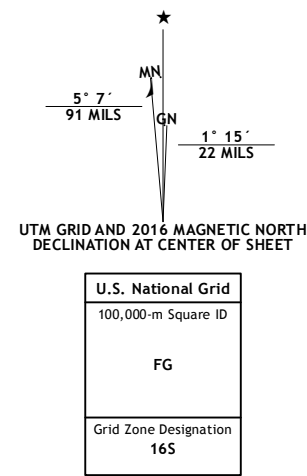 ★
MN
5° 7´
91 MILS
GN
1° 15´
22 MILS
UTM GRID AND 2016 MAGNETIC NORTH
DECLINATION AT CENTER OF SHEET
U.S. National Grid
100,000-m Square ID
FG
Grid Zone Designation
16S